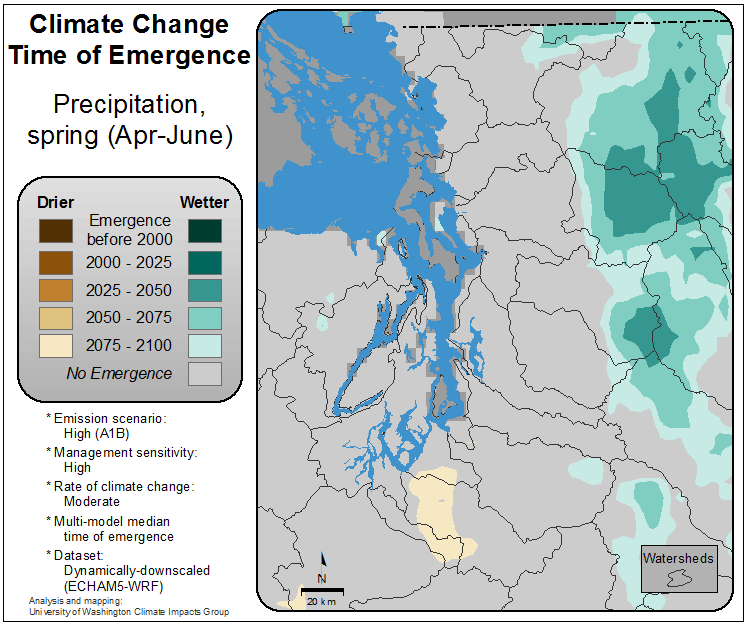 Climate Change
Time of Emergence
Precipitation,
spring (Apr-June)
Drier Wetter
Emergence
before 2000
2000 - 2025
2025 - 2050
2050 - 2075
2075 - 2100
No Emergence
* Emission scenario:
High (A1B)
* Management sensitivity:
High
* Rate of climate change:
Moderate
* Multi-model median
time of emergence
* Dataset:
Dynamically-downscaled
(ECHAM5-WRF)
Analysis and mapping:
University of Washington Climate Impacts Group
N
20 km
Watersheds